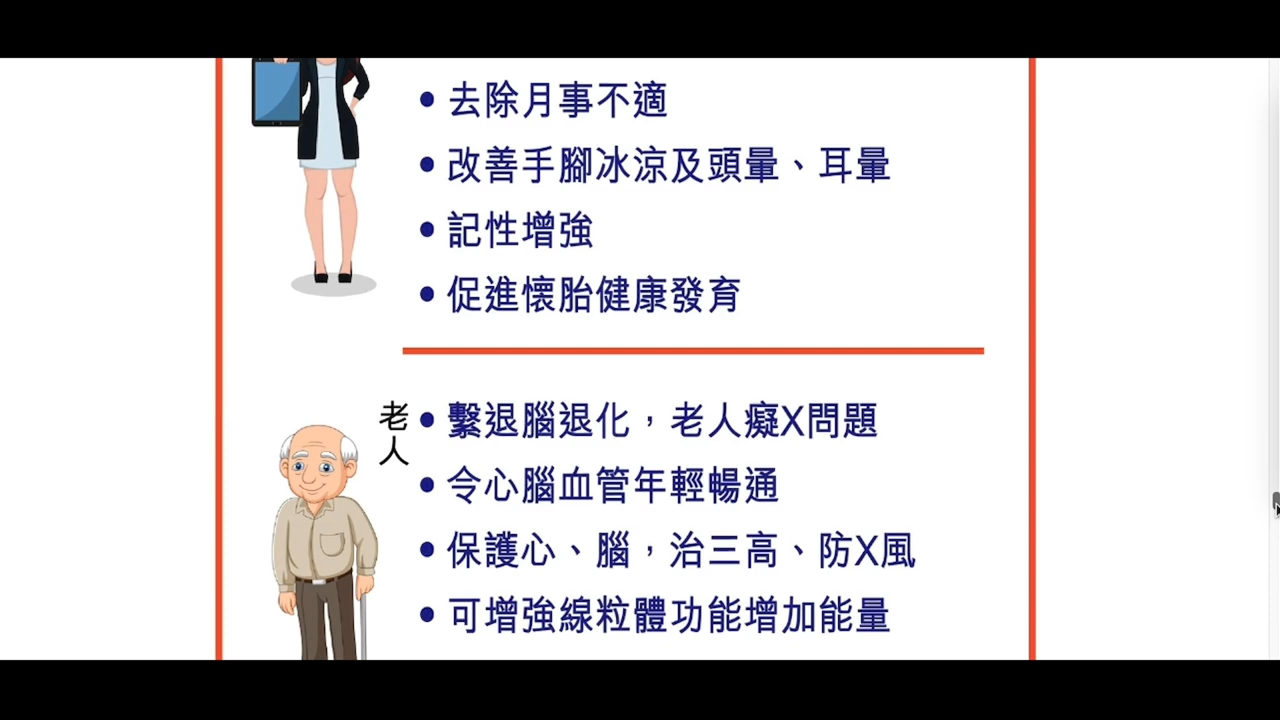 • 去除月事不適
• 改善手腳冰涼及頭暈、耳暈
• 記性增強
• 促進懷胎健康發育
老人
• 繫退腦退化，老人癡X問題
• 令心腦血管年輕暢通
• 保護心、腦，治三高、防X風
• 可增強線粒體功能增加能量